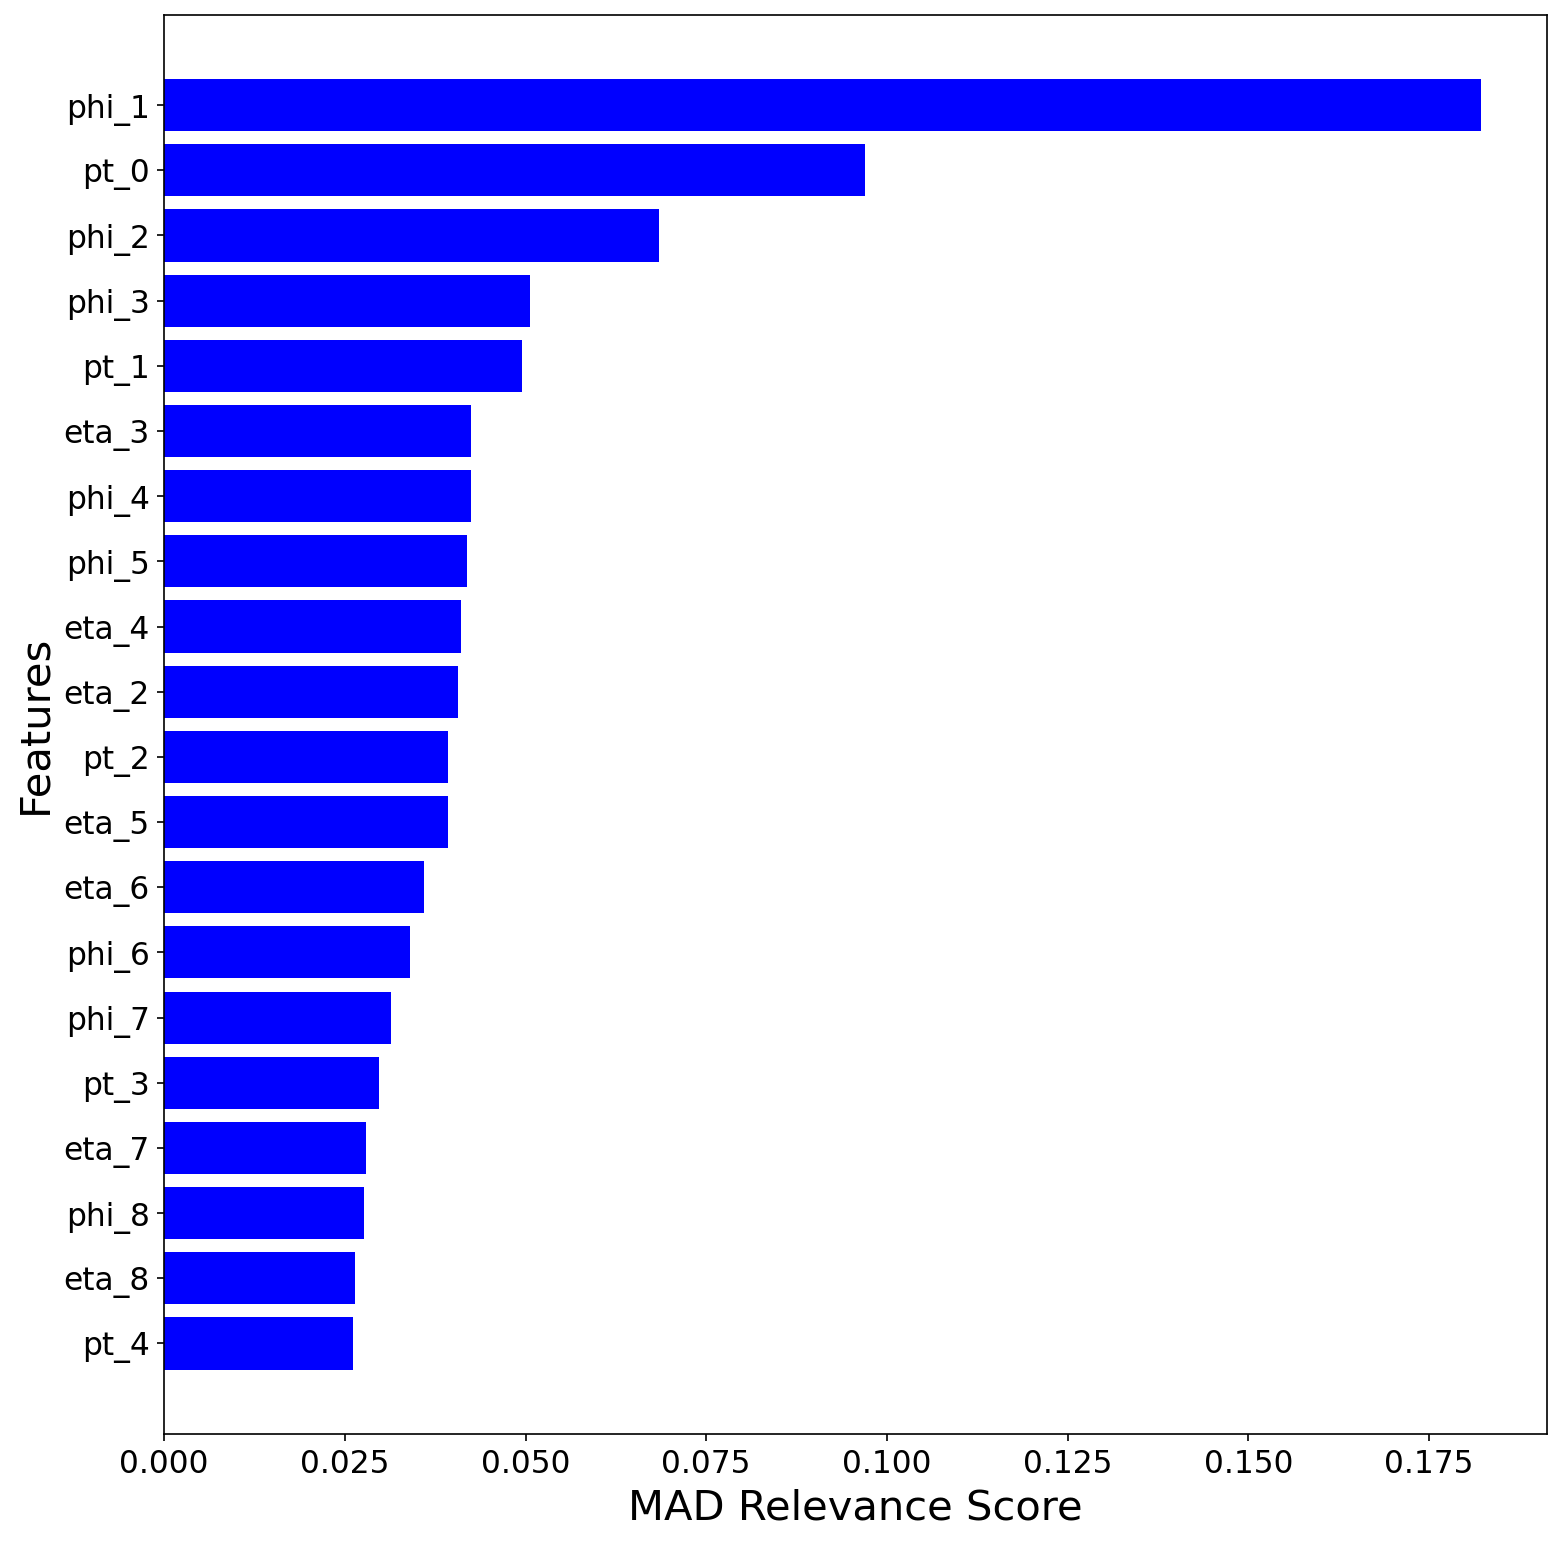 phi_1
pt_0
phi_2
phi_3
pt_1
eta_3
phi_4
phi_5
eta_4
eta_2
pt_2
eta_5
eta_6
phi_6
phi_7
pt_3
eta_7
phi_8
eta_8
pt_4
Features
0.000 0.025 0.050 0.075 0.100 0.125 0.150 0.175
MAD Relevance Score